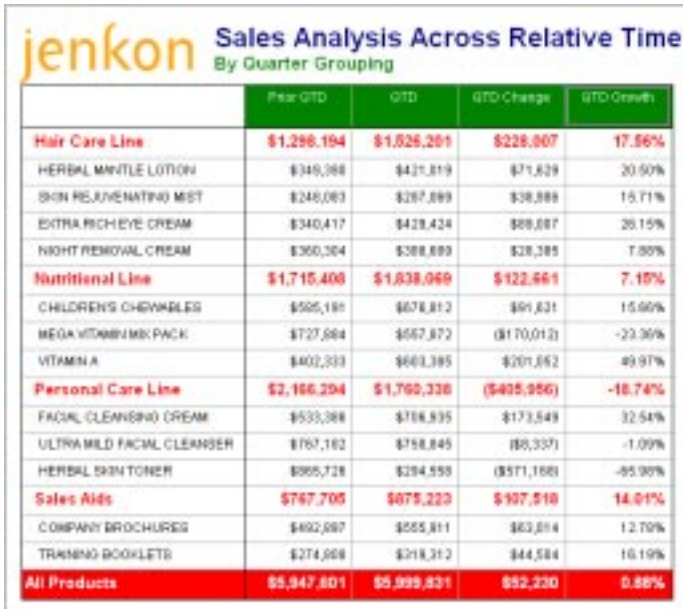 jenkon
Sales Analysis Across Relative Time
By Quarter Grouping
Prior QTD QTD QTD Change QTD Growth
Hair Care Line $1,298,194 $1,526,201 $228,007 17.56%
HERBAL MANTLE LOTION $349,390 $421,019 $71,629 20.50%
SKIN REJUVENATING MIST $248,083 $287,069 $38,986 15.71%
EXTRA RICH EYE CREAM $340,417 $429,424 $89,007 26.15%
NIGHT REMOVAL CREAM $360,304 $388,689 $28,385 7.88%
Nutritional Line $1,715,408 $1,838,069 $122,661 7.15%
CHILDREN'S CHEWABLES $585,191 $676,812 $91,621 15.66%
MEGA VITAMIN MIX PACK $727,884 $557,872 ($170,012) -23.36%
VITAMIN A $402,333 $603,385 $201,052 49.97%
Personal Care Line $2,166,294 $1,760,338 ($405,956) -18.74%
FACIAL CLEANSING CREAM $533,386 $706,935 $173,549 32.54%
ULTRA MILD FACIAL CLEANSER $767,182 $758,845 ($8,337) -1.09%
HERBAL SKIN TONER $865,726 $294,558 ($571,168) -65.98%
Sales Aids $767,705 $875,223 $107,518 14.01%
COMPANY BROCHURES $492,897 $555,911 $63,014 12.78%
TRAINING BOOKLETS $274,808 $319,312 $44,504 16.19%
All Products $5,947,601 $5,999,831 $52,230 0.88%